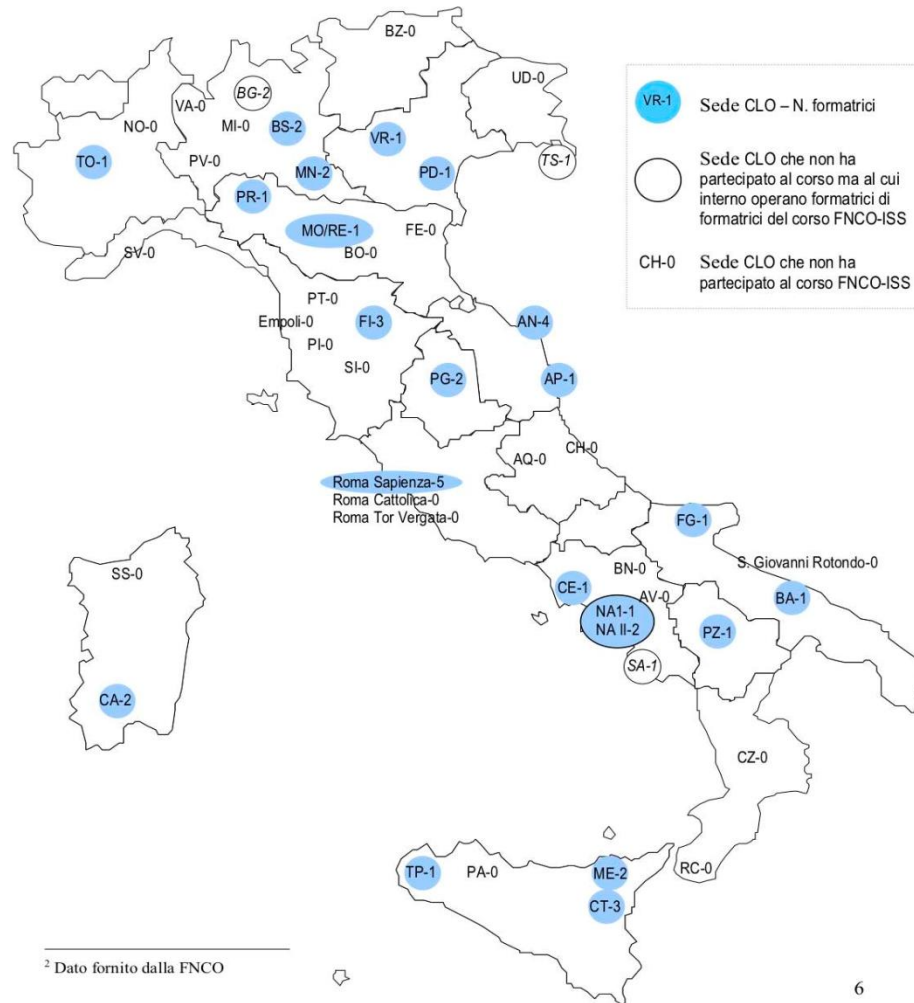 BZ-0
UD-0
VA-0
BG-2
NO-0
MI-0
BS-2
VR-1
TS-1
TO-1
PV-0
MN-2
PD-1
PR-1
MO/RE-1
FE-0
SV-0
BO-0
PT-0
Empoli-0
FI-3
AN-4
PI-0
SI-0
PG-2
AP-1
AQ-0
CH-0
Roma Sapienza-5
Roma Cattolica-0
Roma Tor Vergata-0
FG-1
SS-0
BN-0
S. Giovanni Rotondo-0
CE-1
AV-0
BA-1
NA1-1
NA II-2
PZ-1
SA-1
CA-2
CZ-0
TP-1
PA-0
ME-2
RC-0
CT-3
VR-1
Sede CLO – N. formatrici
Sede CLO che non ha
partecipato al corso ma al cui
interno operano formatrici di
formatrici del corso FNCO-ISS
CH-0
Sede CLO che non ha
partecipato al corso FNCO-ISS
2 Dato fornito dalla FNCO
6